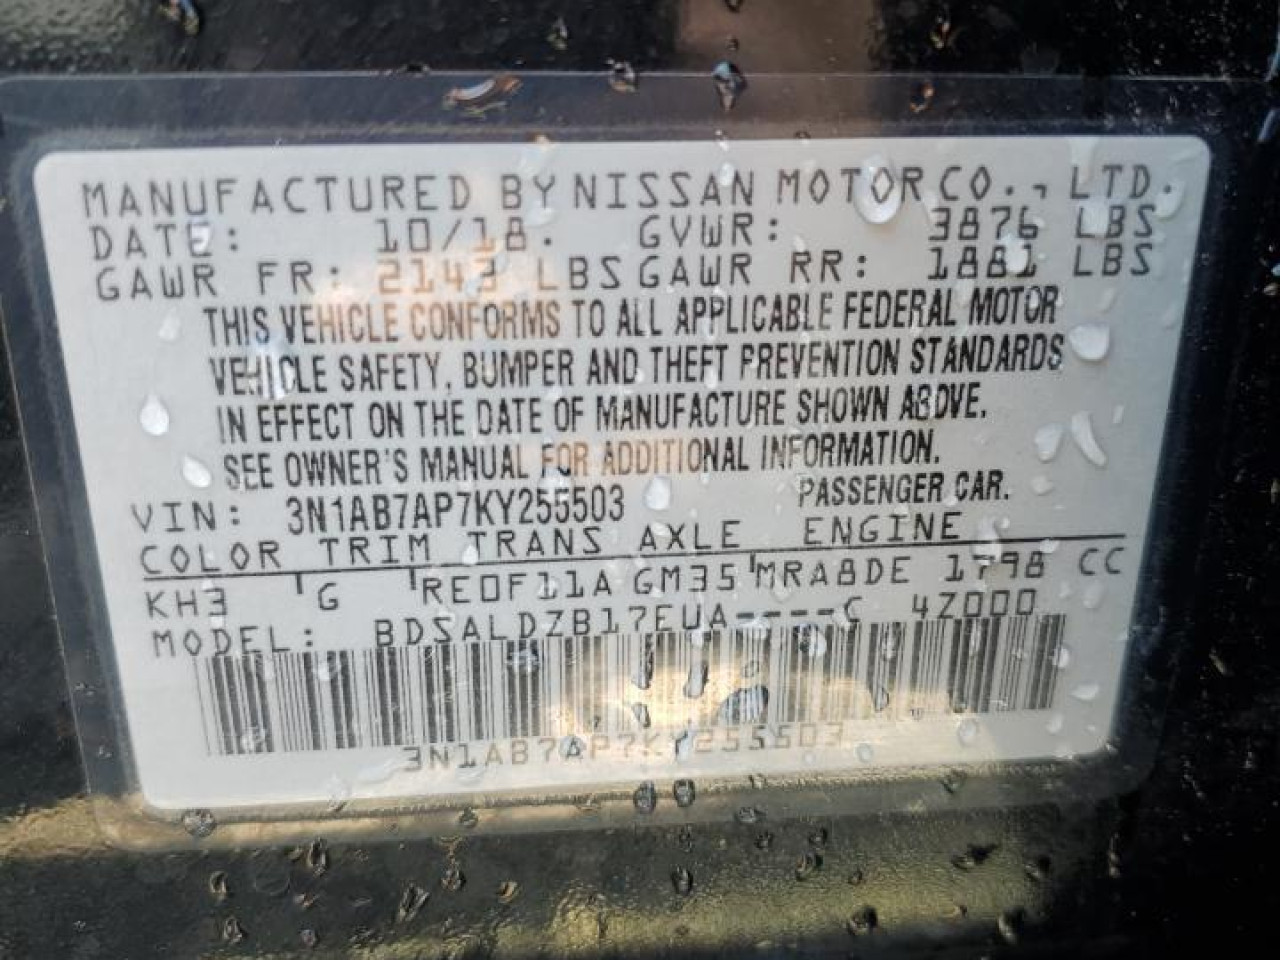 MANUFACTURED BY NISSAN MOTOR CO., LTD.
DATE: 10/18. GVWR: 3876 LBS
GAWR FR: 2143 LBS GAWR RR: 1881 LBS
THIS VEHICLE CONFORMS TO ALL APPLICABLE FEDERAL MOTOR
VEHICLE SAFETY, BUMPER AND THEFT PREVENTION STANDARDS
IN EFFECT ON THE DATE OF MANUFACTURE SHOWN ABOVE.
SEE OWNER'S MANUAL FOR ADDITIONAL INFORMATION.
VIN: 3N1AB7AP7KY255503 PASSENGER CAR.
COLOR TRIM TRANS AXLE ENGINE
KH3 G RE0F11A GM35 MRA8DE 1798 CC
MODEL: BDSALDZB17EUA----C 4Z000
3N1AB7AP7KY255503